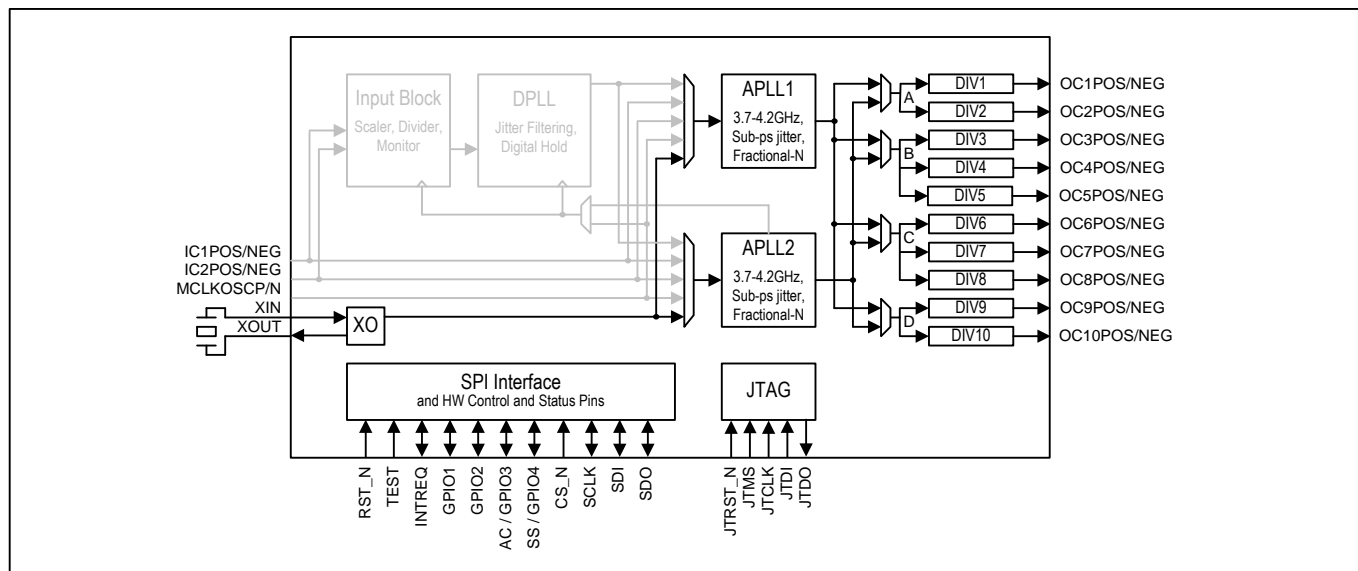 Input Block
Scaler, Divider,
Monitor
DPLL
Jitter Filtering,
Digital Hold
APLL1
3.7-4.2GHz,
Sub-ps jitter,
Fractional-N
APLL2
3.7-4.2GHz,
Sub-ps jitter,
Fractional-N
A
B
C
D
DIV1
DIV2
DIV3
DIV4
DIV5
DIV6
DIV7
DIV8
DIV9
DIV10
OC1POS/NEG
OC2POS/NEG
OC3POS/NEG
OC4POS/NEG
OC5POS/NEG
OC6POS/NEG
OC7POS/NEG
OC8POS/NEG
OC9POS/NEG
OC10POS/NEG
IC1POS/NEG
IC2POS/NEG
MCLKOSCP/N
XIN
XOUT
XO
SPI Interface
and HW Control and Status Pins
JTAG
RST_N
TEST
INTREQ
GPIO1
GPIO2
AC / GPIO3
SS / GPIO4
CS_N
SCLK
SDI
SDO
JTRST_N
JTMS
JTCLK
JTDI
JTDO